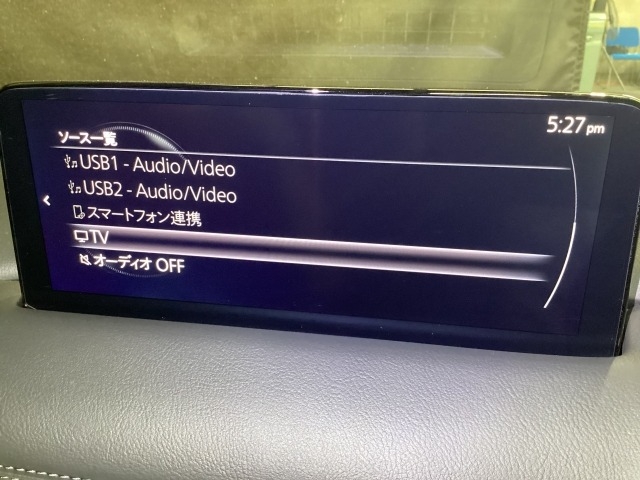 5:27 pm
ソース一覧
USB1 - Audio/Video
USB2 - Audio/Video
スマートフォン連携
TV
オーディオ OFF